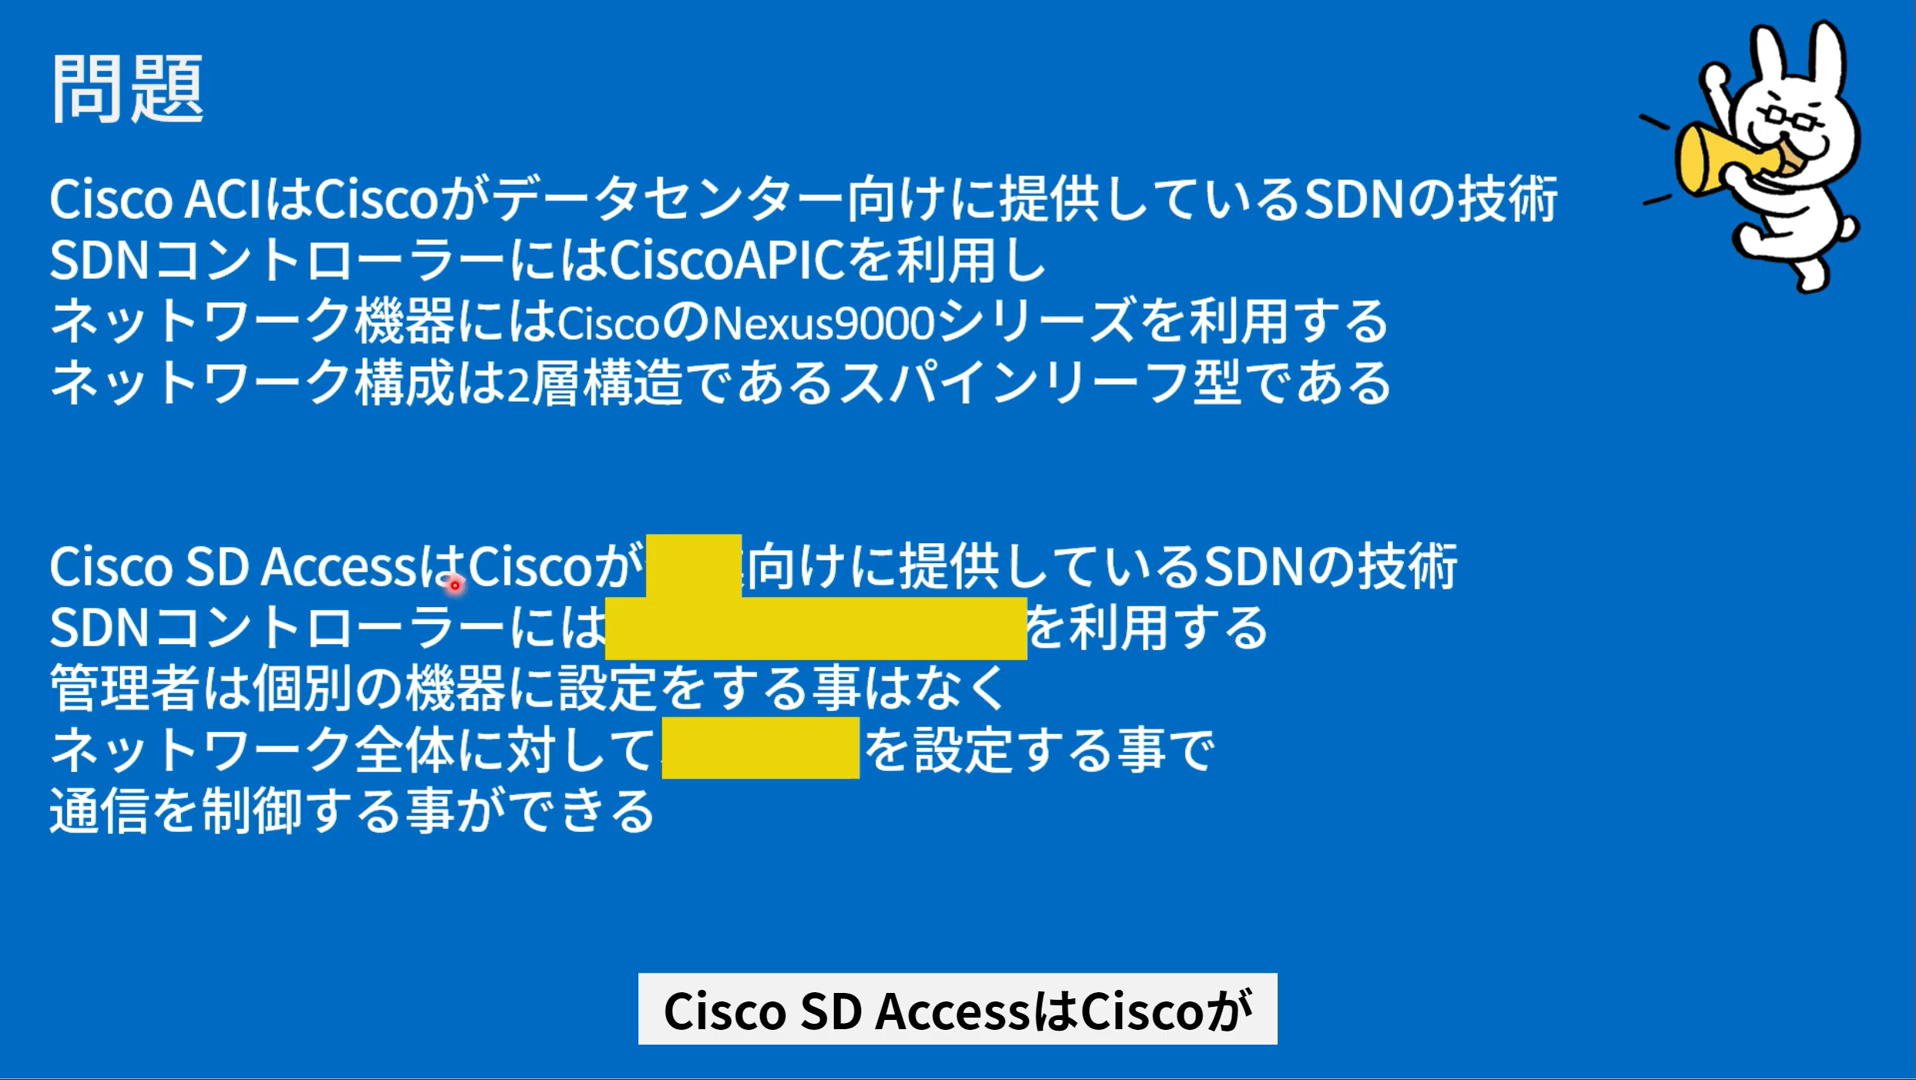 問題
Cisco ACIはCiscoがデータセンター向けに提供しているSDNの技術
SDNコントローラーにはCiscoAPICを利用し
ネットワーク機器にはCiscoのNexus9000シリーズを利用する
ネットワーク構成は2層構造であるスパインリーフ型である
Cisco SD AccessはCiscoが向けに提供しているSDNの技術
SDNコントローラーにはを利用する
管理者は個別の機器に設定をする事はなく
ネットワーク全体に対してを設定する事で
通信を制御する事ができる
Cisco SD AccessはCiscoが